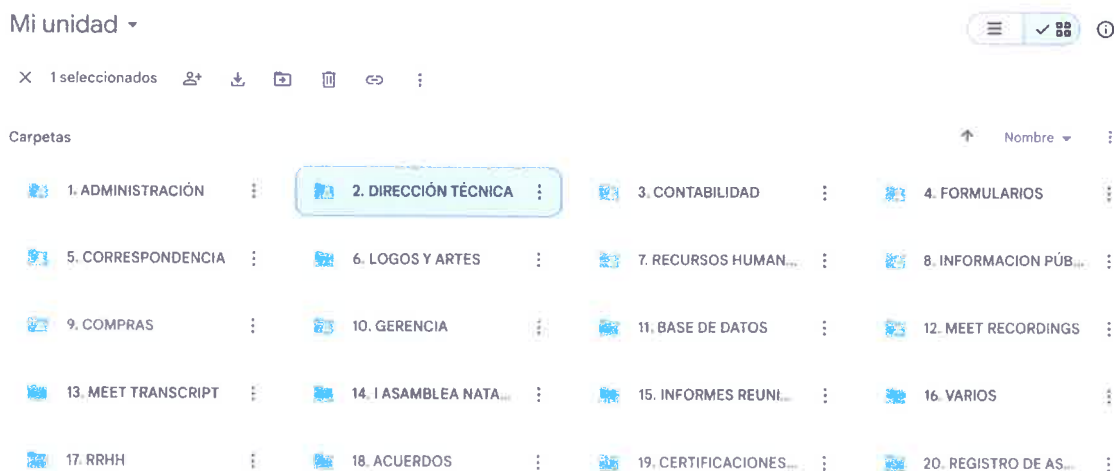 Mi unidad
1 seleccionados
Carpetas
Nombre
1. ADMINISTRACIÓN
2. DIRECCIÓN TÉCNICA
3. CONTABILIDAD
4. FORMULARIOS
5. CORRESPONDENCIA
6. LOGOS Y ARTES
7. RECURSOS HUMAN...
8. INFORMACION PÚB...
9. COMPRAS
10. GERENCIA
11. BASE DE DATOS
12. MEET RECORDINGS
13. MEET TRANSCRIPT
14. I ASAMBLEA NATA...
15. INFORMES REUNI...
16. VARIOS
17. RRHH
18. ACUERDOS
19. CERTIFICACIONES...
20. REGISTRO DE AS...